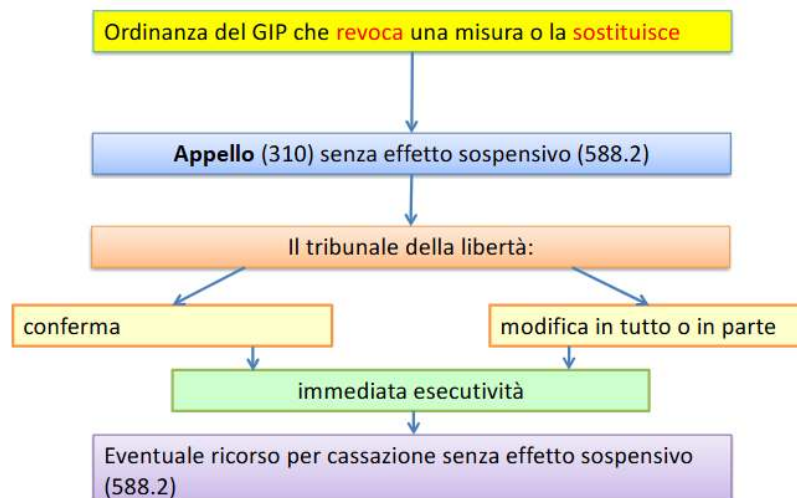 Ordinanza del GIP che revoca una misura o la sostituisce
Appello (310) senza effetto sospensivo (588.2)
Il tribunale della libertà:
conferma
modifica in tutto o in parte
immediata esecutività
Eventuale ricorso per cassazione senza effetto sospensivo
(588.2)